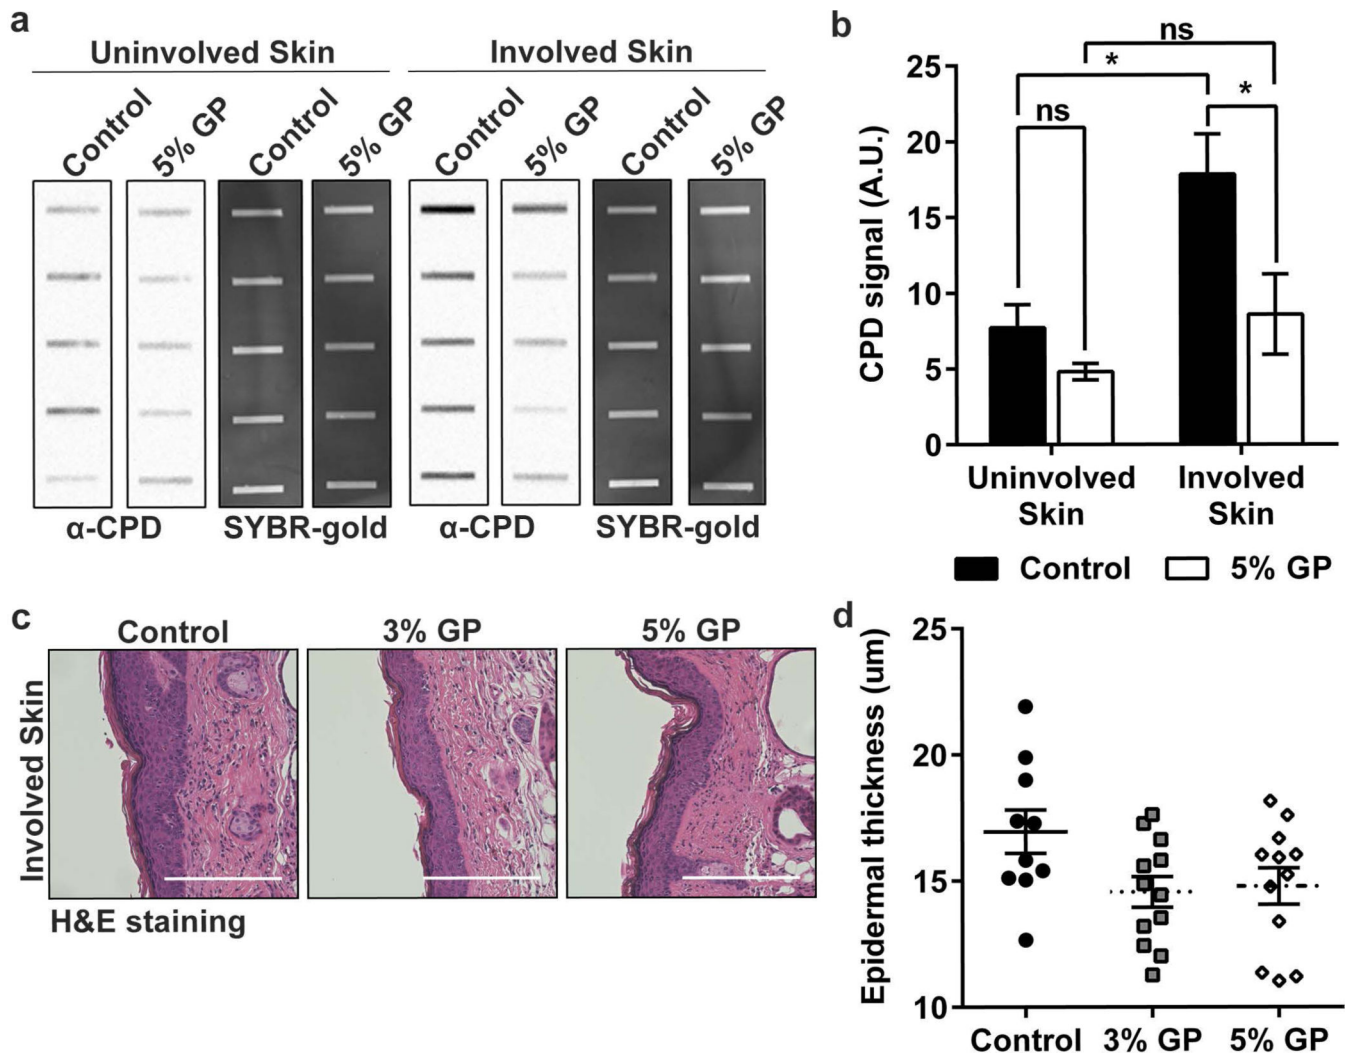 a
Uninvolved Skin
Involved Skin
Control
5% GP
Control
5% GP
Control
5% GP
Control
5% GP
α-CPD
SYBR-gold
α-CPD
SYBR-gold
b
CPD signal (A.U.)
25
20
15
10
5
0
ns
*
ns
*
Uninvolved
Skin
Involved
Skin
Control
5% GP
c
Control
3% GP
5% GP
Involved Skin
H&E staining
d
Epidermal thickness (um)
25
20
15
10
Control
3% GP
5% GP